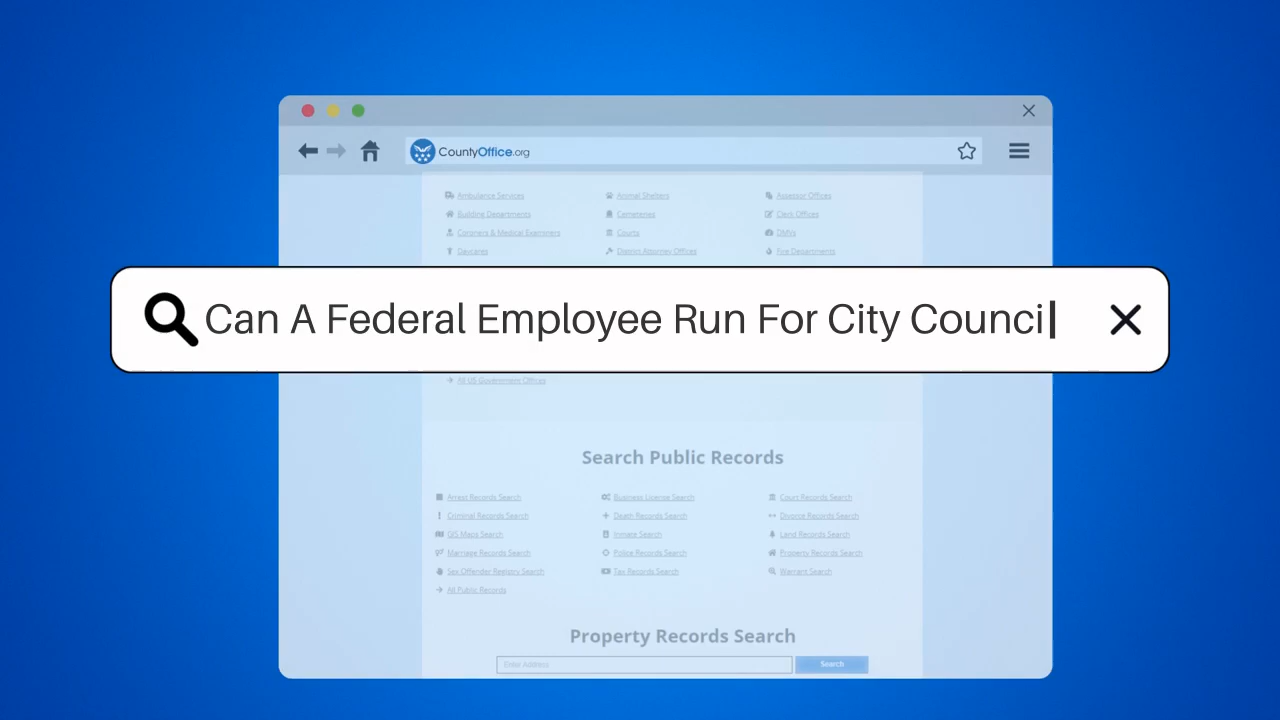 CountyOffice.org
Ambulance Services Animal Shelters Assessor Offices
Building Departments Cemeteries Clerk Offices
Coroners & Medical Examiners Courts DMVs
Daycares District Attorney Offices Fire Departments
Can A Federal Employee Run For City Counci
All US Government Offices
Search Public Records
Arrest Records Search Business License Search Court Records Search
Criminal Records Search Death Records Search Divorce Records Search
GIS Maps Search Inmate Search Land Records Search
Marriage Records Search Police Records Search Property Records Search
Sex Offender Registry Search Tax Records Search Warrant Search
All Public Records
Property Records Search
Enter Address Search